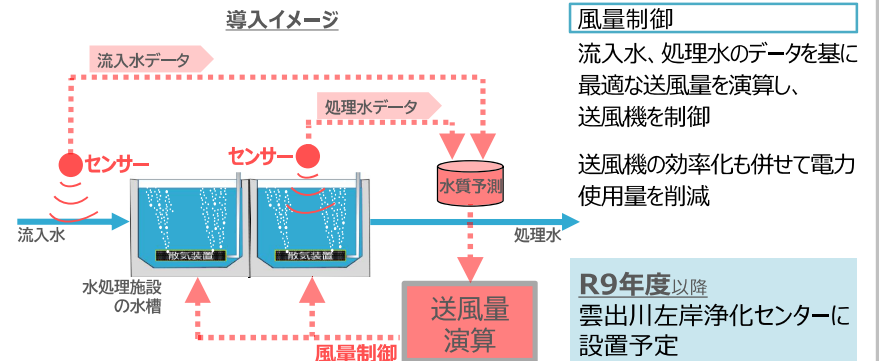 導入イメージ
流入水データ
処理水データ
センサー
センサー
水質予測
流入水
処理水
散気装置
散気装置
水処理施設
の水槽
送風量
演算
風量制御
風量制御
流入水、処理水のデータを基に
最適な送風量を演算し、
送風機を制御
送風機の効率化も併せて電力
使用量を削減
R9年度以降
雲出川左岸浄化センターに
設置予定